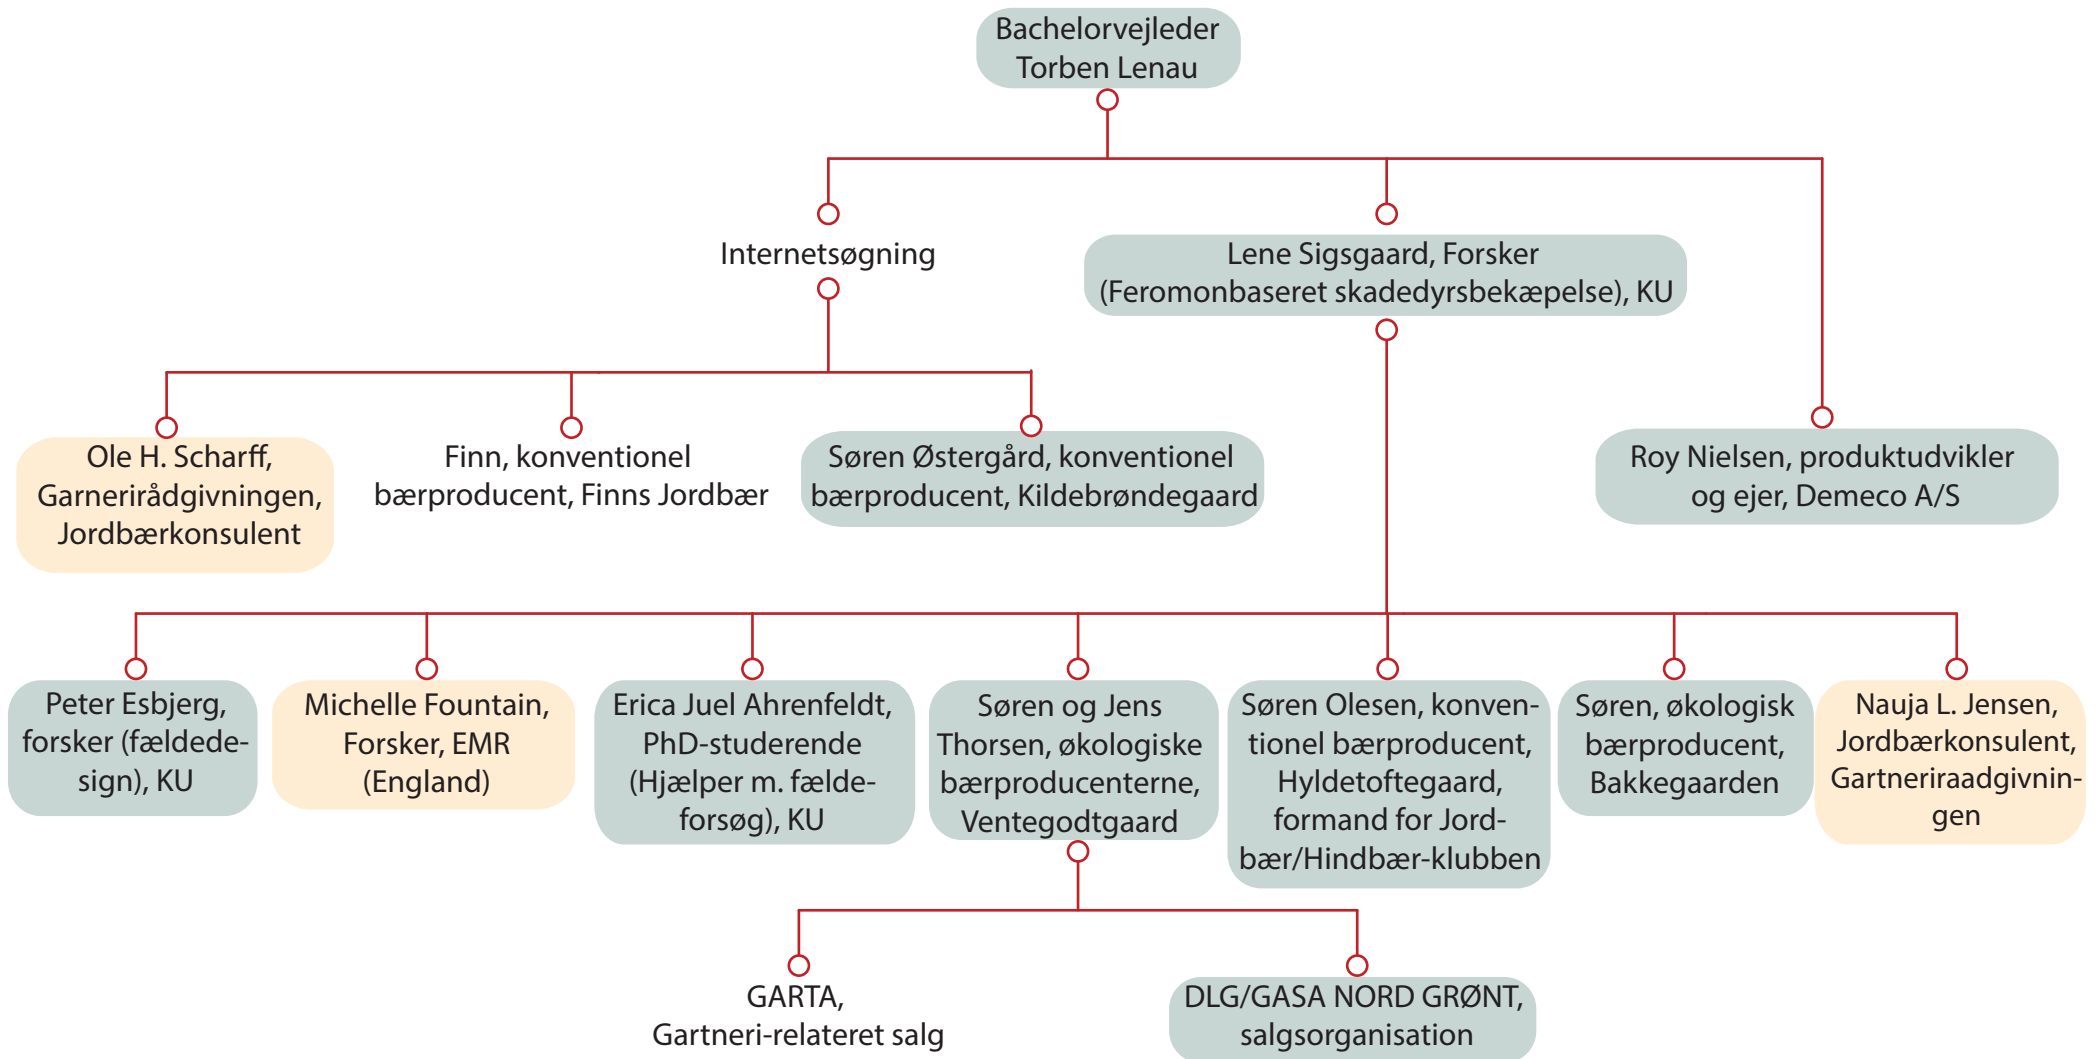 Bachelorvejleder
Torben Lenau
Internetsøgning
Lene Sigsgaard, Forsker
(Feromonbaseret skadedyrsbekæpelse), KU
Ole H. Scharff,
Garnerirådgivningen,
Jordbærkonsulent
Finn, konventionel
bærproducent, Finns Jordbær
Søren Østergård, konventionel
bærproducent, Kildebrøndegaard
Roy Nielsen, produktudvikler
og ejer, Demeco A/S
Peter Esbjerg,
forsker (fældede-
sign), KU
Michelle Fountain,
Forsker, EMR
(England)
Erica Juel Ahrenfeldt,
PhD-studerende
(Hjælper m. fælde-
forsøg), KU
Søren og Jens
Thorsen, økologiske
bærproducenterne,
Ventegodtgaard
Søren Olesen, konven-
tionel bærproducent,
Hyldetoftegaard,
formand for Jord-
bær/Hindbær-klubben
Søren, økologisk
bærproducent,
Bakkegaarden
Nauja L. Jensen,
Jordbærkonsulent,
Gartneriraadgivnin-
gen
GARTA,
Gartneri-relateret salg
DLG/GASA NORD GRØNT,
salgsorganisation